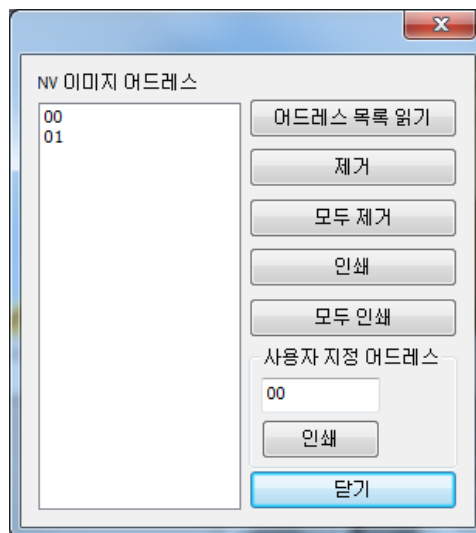 NV 이미지 어드레스
00
01
어드레스 목록 읽기
제거
모두 제거
인쇄
모두 인쇄
사용자 지정 어드레스
00
인쇄
닫기